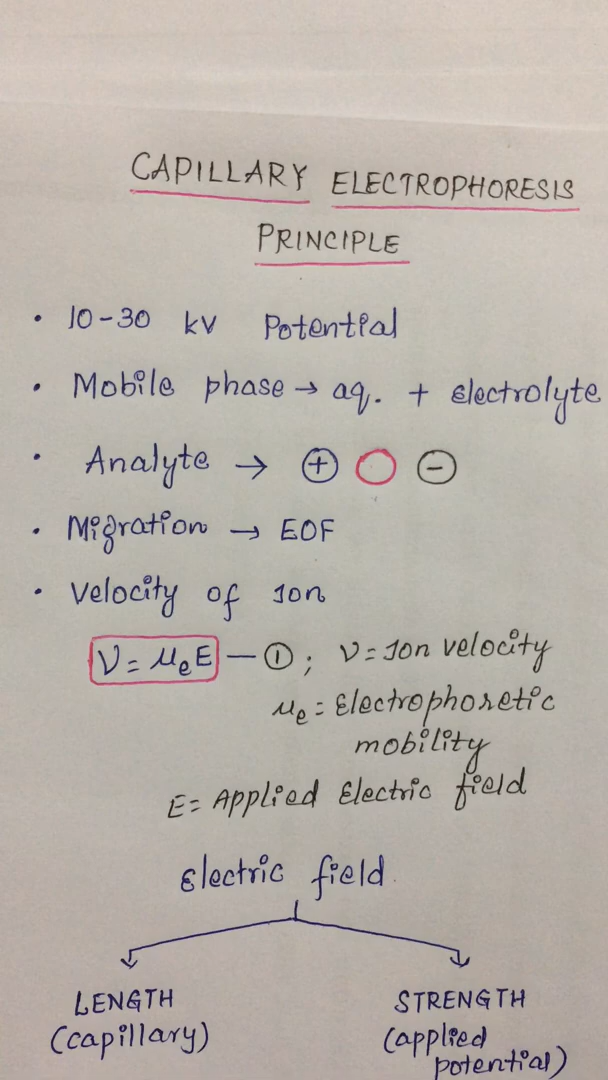 CAPILLARY ELECTROPHORESIS
PRINCIPLE
• 10-30 kv Potential
• Mobile phase → aq. + Electrolyte
• Analyte → ⊕ ○ ⊖
• Migration → EOF
• Velocity of Ion
V = μeE — ① ; V = Ion velocity
μe = Electrophoretic
mobility
E = Applied Electric field
Electric field
LENGTH
(capillary)
STRENGTH
(applied
potential)